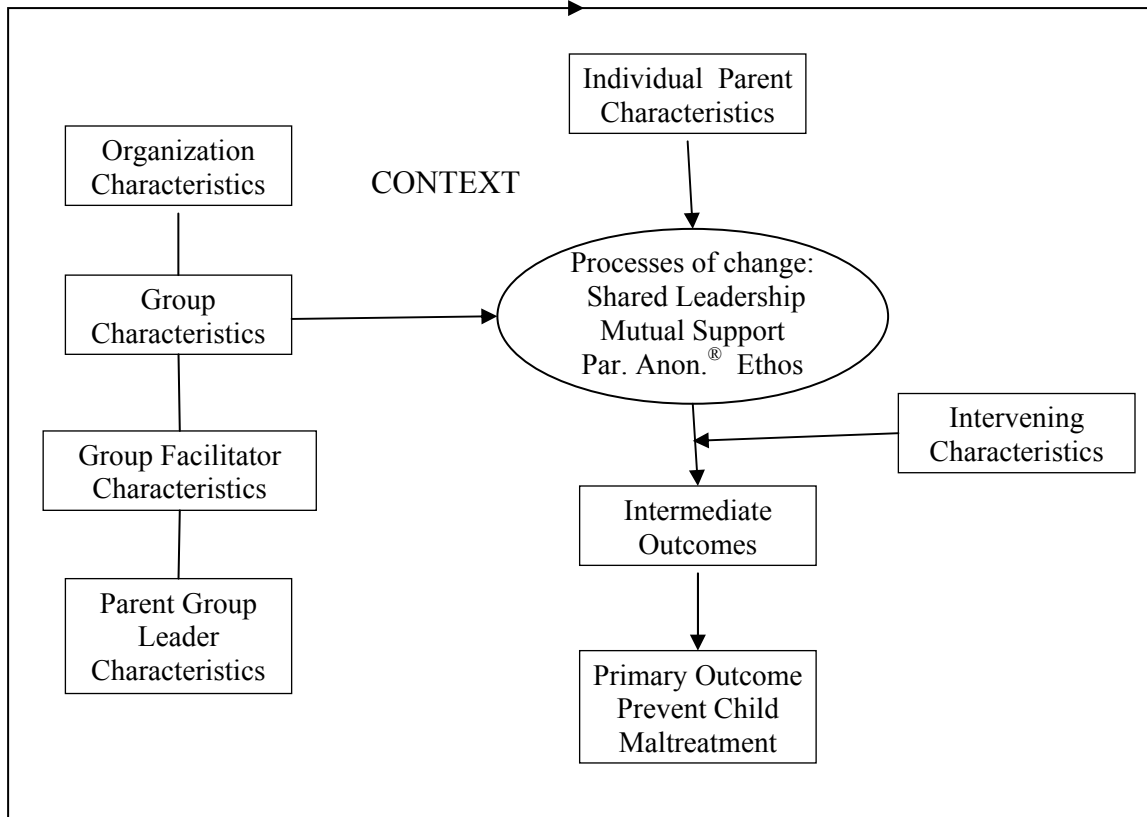 Individual Parent
Characteristics
Organization
Characteristics
CONTEXT
Group
Characteristics
Processes of change:
Shared Leadership
Mutual Support
Par. Anon.® Ethos
Intervening
Characteristics
Group Facilitator
Characteristics
Intermediate
Outcomes
Parent Group
Leader
Characteristics
Primary Outcome
Prevent Child
Maltreatment